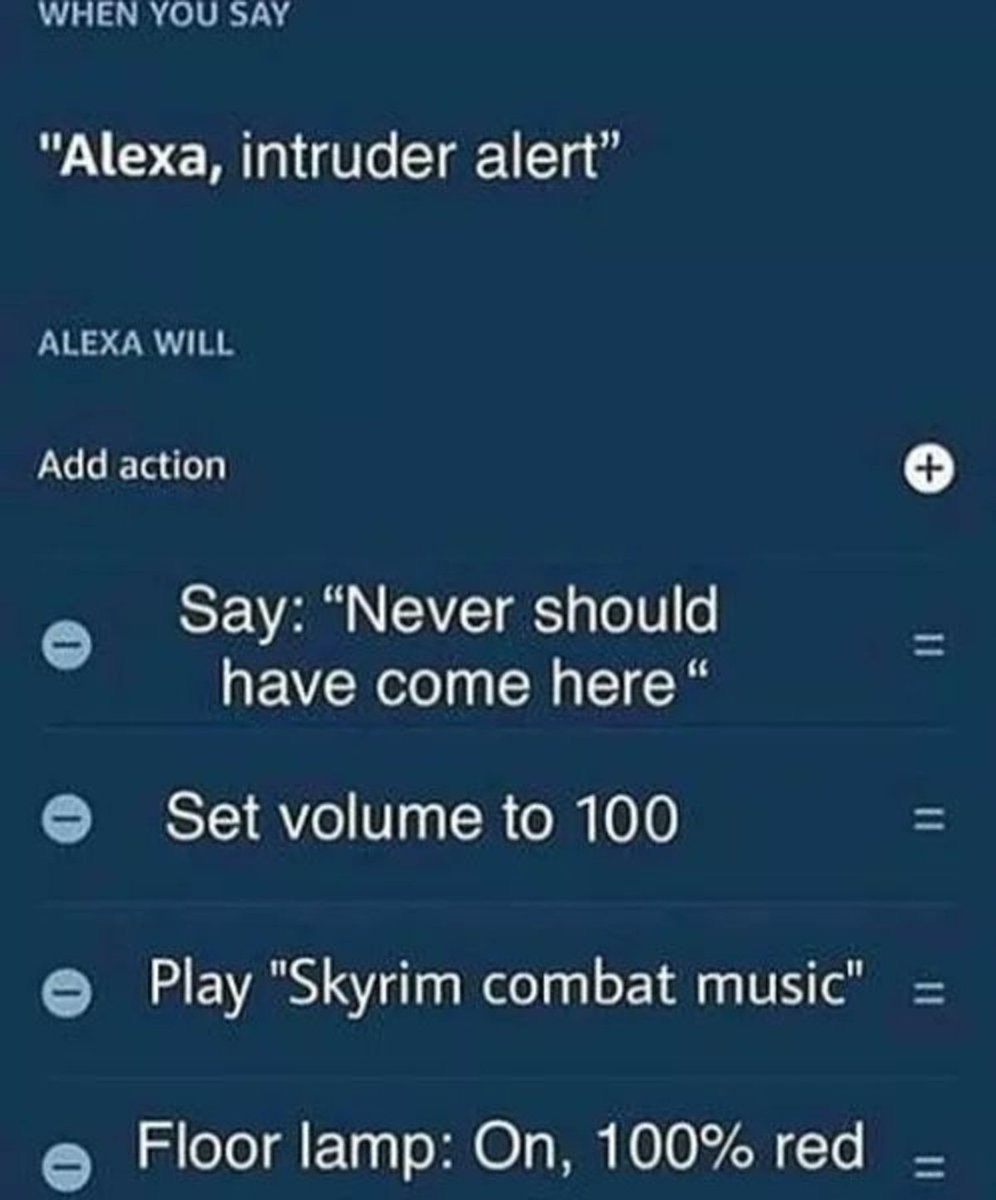 WHEN YOU SAY
"Alexa, intruder alert”
ALEXA WILL
Add action
Say: “Never should
have come here “
Set volume to 100
Play "Skyrim combat music"
Floor lamp: On, 100% red